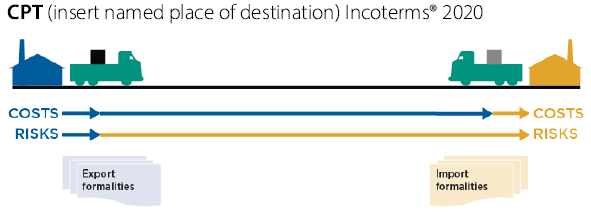 CPT (insert named place of destination) Incoterms® 2020
COSTS COSTS
RISKS RISKS
Export Import
formalities formalities